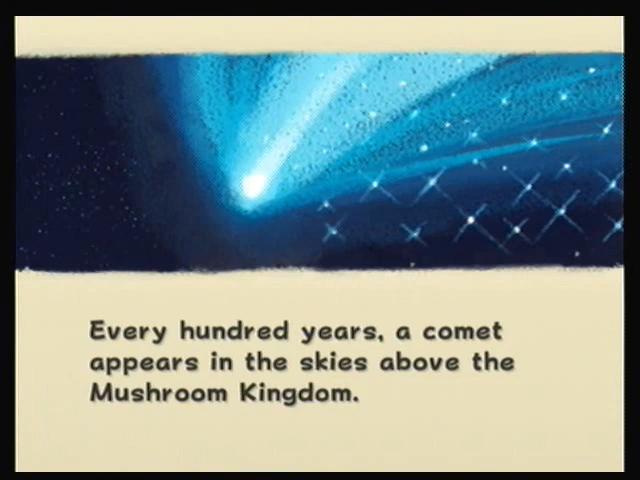 Every hundred years, a comet
appears in the skies above the
Mushroom Kingdom.